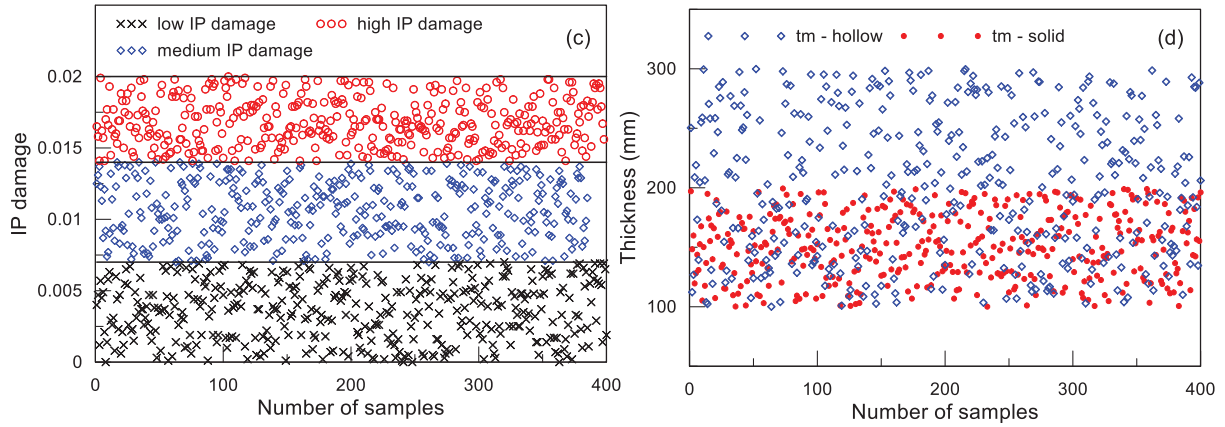 low IP damage high IP damage (c)
medium IP damage
0.02
0.015
0.01
0.005
0
IP damage
0 100 200 300 400
Number of samples
tm - hollow tm - solid (d)
300
200
100
Thickness (mm)
0 100 200 300 400
Number of samples